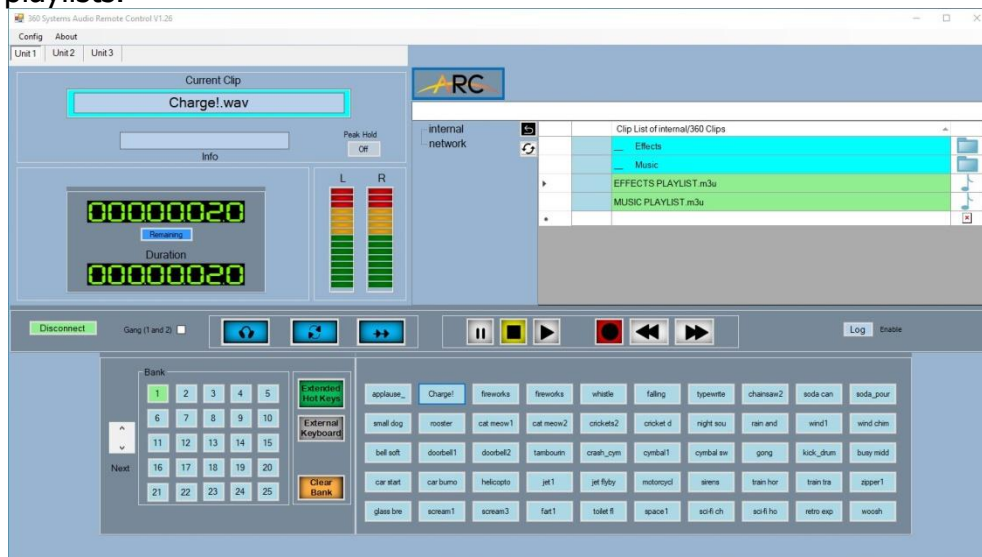 playlists.
360 Systems Audio Remote Control V1.26
Config About
Unit1 Unit2 Unit3
Current Clip
Charge!.wav
Info
Peak Hold
Off
L R
00000020
Remaining
Duration
00000020
ARC
internal
network
Clip List of internal/360 Clips
__ Effects
__ Music
EFFECTS PLAYLIST.m3u
MUSIC PLAYLIST.m3u
Disconnect Gang (1 and 2) Log Enable
Bank
1 2 3 4 5
6 7 8 9 10
11 12 13 14 15
16 17 18 19 20
21 22 23 24 25
Next
Extended
Hot Keys
External
Keyboard
Clear
Bank
applause_ Charge! fireworks fireworks whistle falling typewrite chainsaw2 soda can soda_pour
small dog rooster cat meow1 cat meow2 crickets2 cricket d night sou rain and wind1 wind chim
bell soft doorbell1 doorbell2 tambourin crash_cym cymbal1 cymbal sw gong kick_drum busy midd
car start car burno helicopto jet1 jet flyby motorcycl sirens train hor train tra zipper1
glass bre scream1 scream3 fart1 toilet fl space1 sci-fi ch sci-fi ho retro exp woosh